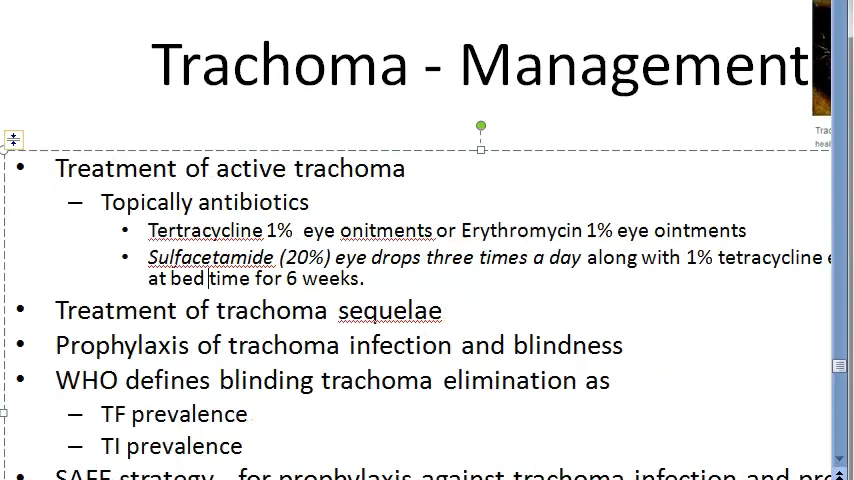 Trachoma - Management
Treatment of active trachoma
– Topically antibiotics
Tertracycline 1% eye onitments or Erythromycin 1% eye ointments
Sulfacetamide (20%) eye drops three times a day along with 1% tetracycline
at bed time for 6 weeks.
Treatment of trachoma sequelae
Prophylaxis of trachoma infection and blindness
WHO defines blinding trachoma elimination as
– TF prevalence
– TI prevalence
SAFE strategy - for prophylaxis against trachoma infection and